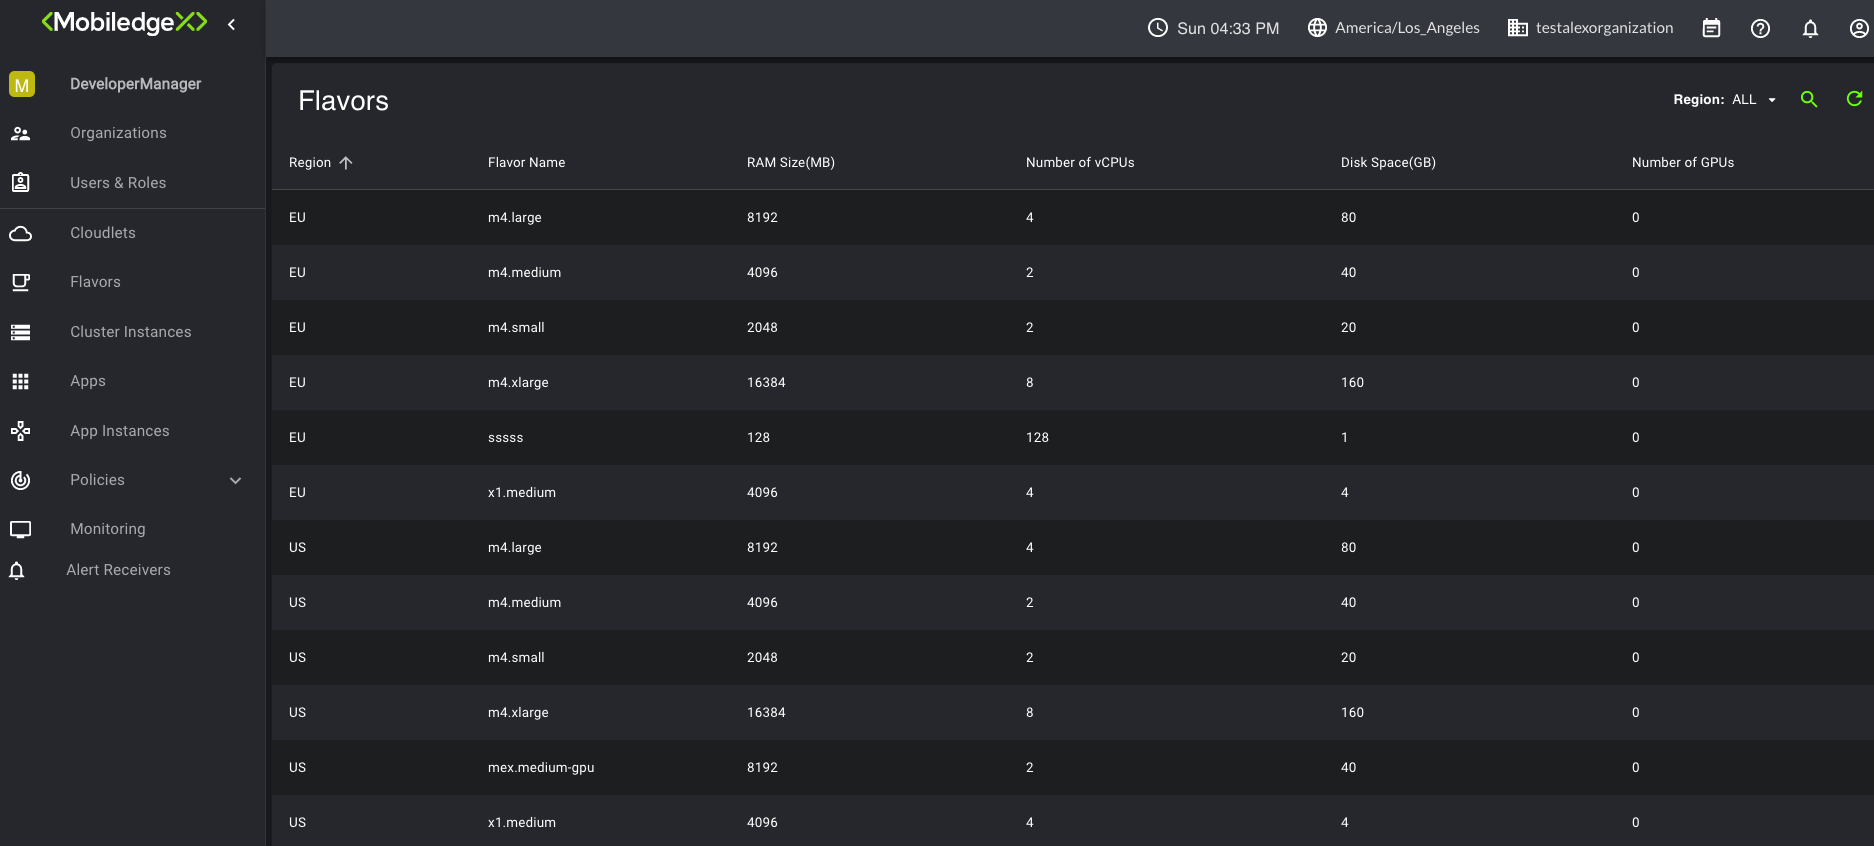 <MobiledgeX>
Sun 04:33 PM America/Los_Angeles testalexorganization
M DeveloperManager
Organizations
Users & Roles
Cloudlets
Flavors
Cluster Instances
Apps
App Instances
Policies
Monitoring
Alert Receivers
Flavors
Region: ALL
Region Flavor Name RAM Size(MB) Number of vCPUs Disk Space(GB) Number of GPUs
EU m4.large 8192 4 80 0
EU m4.medium 4096 2 40 0
EU m4.small 2048 2 20 0
EU m4.xlarge 16384 8 160 0
EU sssss 128 128 1 0
EU x1.medium 4096 4 4 0
US m4.large 8192 4 80 0
US m4.medium 4096 2 40 0
US m4.small 2048 2 20 0
US m4.xlarge 16384 8 160 0
US mex.medium-gpu 8192 2 40 0
US x1.medium 4096 4 4 0